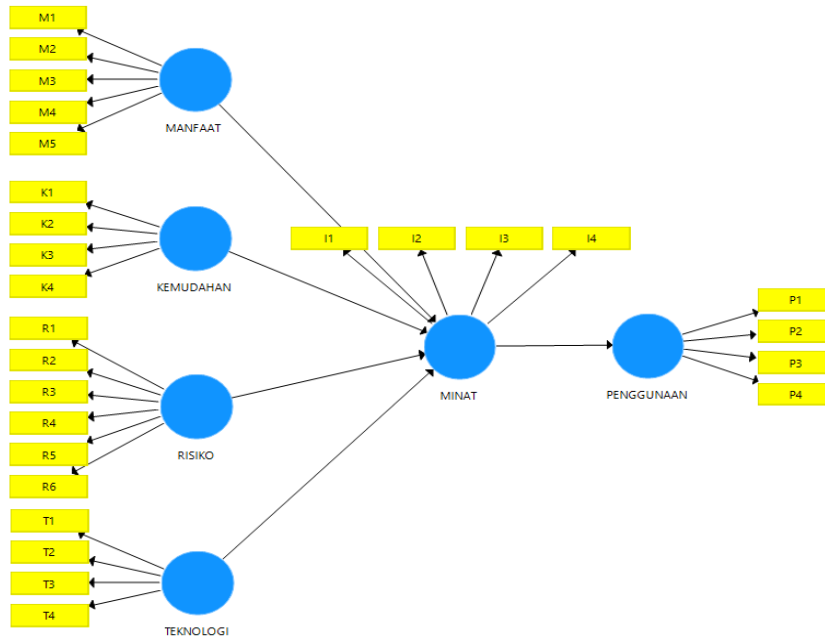 M1
M2
M3
M4
M5
MANFAAT
K1
K2
K3
K4
KEMUDAHAN
I1
I2
I3
I4
R1
R2
R3
R4
R5
R6
RISIKO
MINAT
PENGGUNAAN
P1
P2
P3
P4
T1
T2
T3
T4
TEKNOLOGI